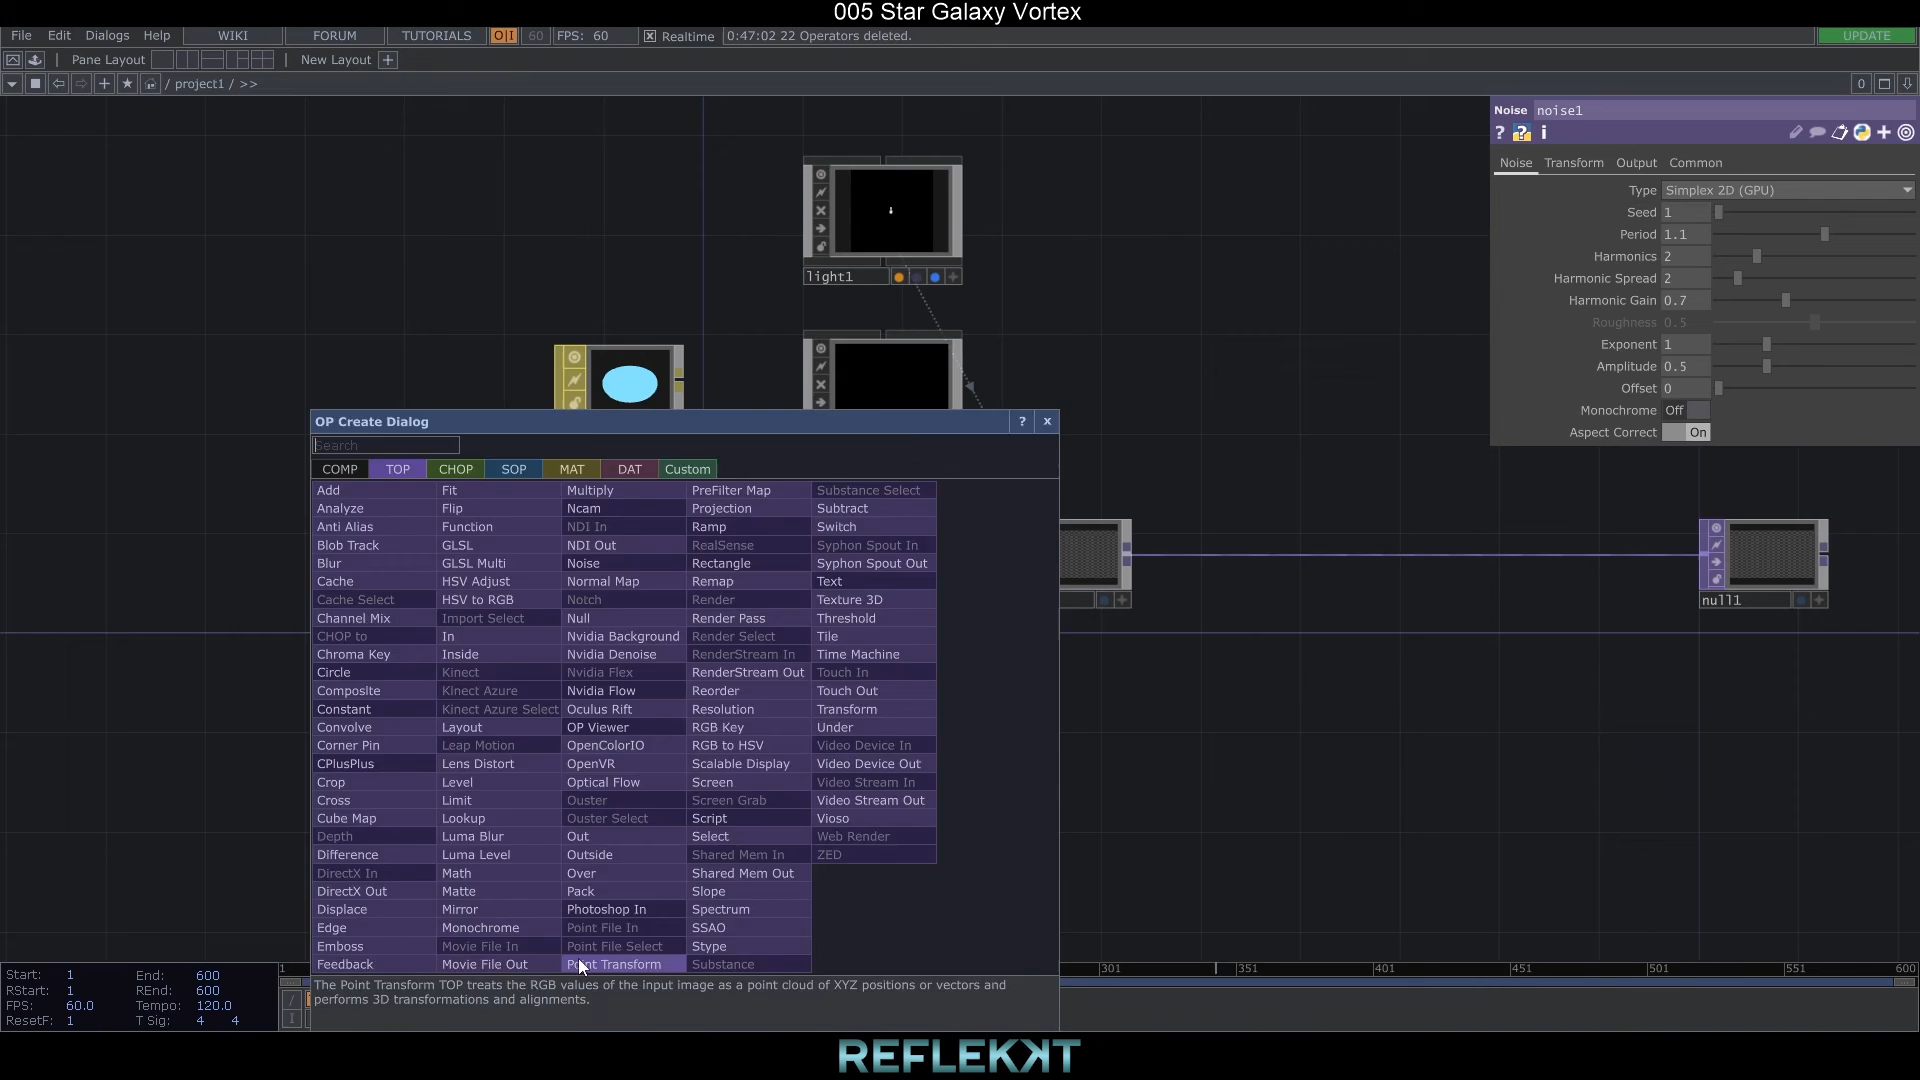 005 Star Galaxy Vortex
File Edit Dialogs Help WIKI FORUM TUTORIALS O|I 60 FPS: 60 Realtime 0:47:02 22 Operators deleted. UPDATE
Pane Layout New Layout +
/ project1 / >> 0
Noise noise1
? ? i
Noise Transform Output Common
Type Simplex 2D (GPU)
Seed 1
Period 1.1
Harmonics 2
Harmonic Spread 2
Harmonic Gain 0.7
Roughness 0.5
Exponent 1
Amplitude 0.5
Offset 0
Monochrome Off
Aspect Correct On
light1
null1
OP Create Dialog ? x
Search
COMP TOP CHOP SOP MAT DAT Custom
Add Fit Multiply PreFilter Map Substance Select
Analyze Flip Ncam Projection Subtract
Anti Alias Function NDI In Ramp Switch
Blob Track GLSL NDI Out RealSense Syphon Spout In
Blur GLSL Multi Noise Rectangle Syphon Spout Out
Cache HSV Adjust Normal Map Remap Text
Cache Select HSV to RGB Notch Render Texture 3D
Channel Mix Import Select Null Render Pass Threshold
CHOP to In Nvidia Background Render Select Tile
Chroma Key Inside Nvidia Denoise RenderStream In Time Machine
Circle Kinect Nvidia Flex RenderStream Out Touch In
Composite Kinect Azure Nvidia Flow Reorder Touch Out
Constant Kinect Azure Select Oculus Rift Resolution Transform
Convolve Layout OP Viewer RGB Key Under
Corner Pin Leap Motion OpenColorIO RGB to HSV Video Device In
CPlusPlus Lens Distort OpenVR Scalable Display Video Device Out
Crop Level Optical Flow Screen Video Stream In
Cross Limit Ouster Screen Grab Video Stream Out
Cube Map Lookup Ouster Select Script Vioso
Depth Luma Blur Out Select Web Render
Difference Luma Level Outside Shared Mem In ZED
DirectX In Math Over Shared Mem Out
DirectX Out Matte Pack Slope
Displace Mirror Photoshop In Spectrum
Edge Monochrome Point File In SSAO
Emboss Movie File In Point File Select Stype
Feedback Movie File Out Point Transform Substance
The Point Transform TOP treats the RGB values of the input image as a point cloud of XYZ positions or vectors and
performs 3D transformations and alignments.
1 301 351 401 451 501 551 600
Start: 1 End: 600
RStart: 1 REnd: 600
FPS: 60.0 Tempo: 120.0
ResetF: 1 T Sig: 4 4
REFLEKKT